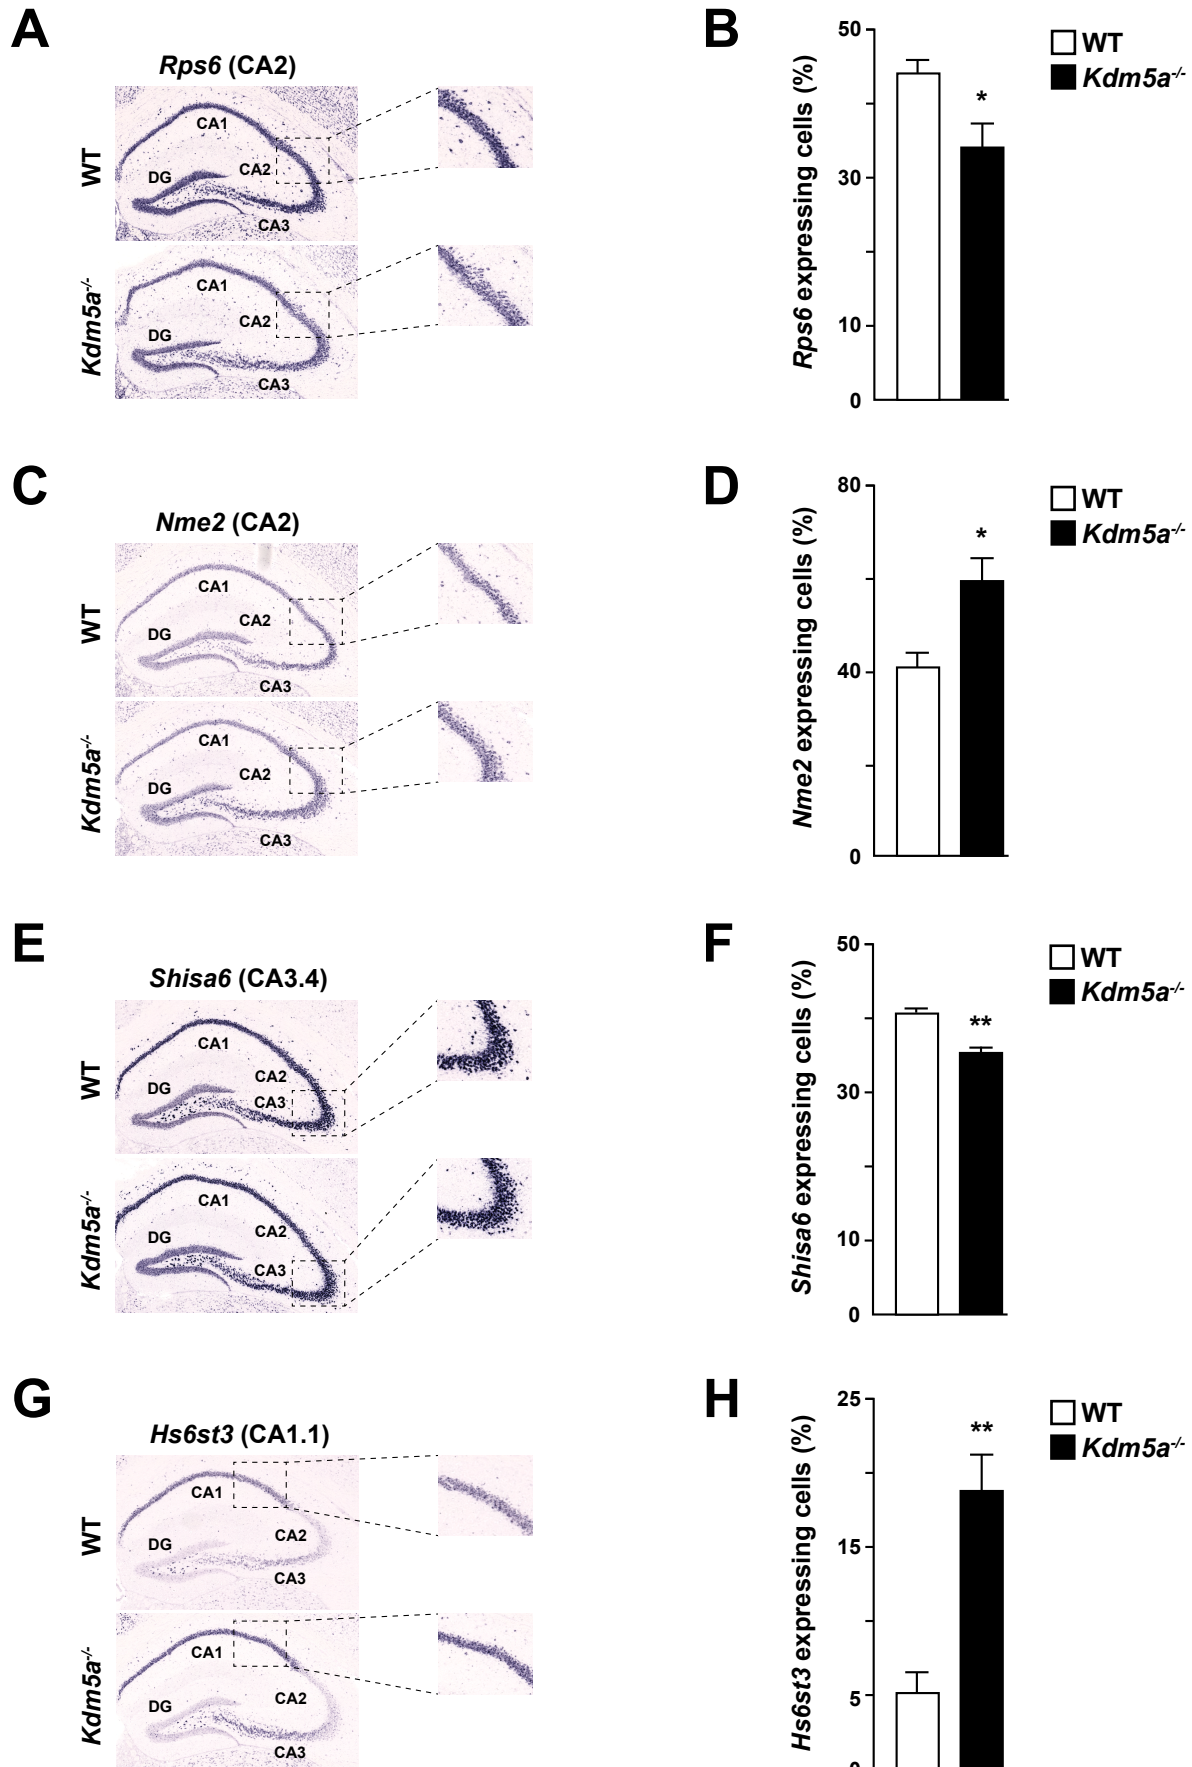 A
Rps6 (CA2)
WT
CA1
CA2
DG
CA3
Kdm5a-/-
CA1
CA2
DG
CA3
B
Rps6 expressing cells (%)
50
30
10
0
*
WT
Kdm5a-/-
C
Nme2 (CA2)
WT
CA1
CA2
DG
CA3
Kdm5a-/-
CA1
CA2
DG
CA3
D
Nme2 expressing cells (%)
80
40
0
*
WT
Kdm5a-/-
E
Shisa6 (CA3.4)
WT
CA1
CA2
DG
CA3
Kdm5a-/-
CA1
CA2
DG
CA3
F
Shisa6 expressing cells (%)
50
30
10
0
**
WT
Kdm5a-/-
G
Hs6st3 (CA1.1)
WT
CA1
CA2
DG
CA3
Kdm5a-/-
CA1
CA2
DG
CA3
H
Hs6st3 expressing cells (%)
25
15
5
0
**
WT
Kdm5a-/-